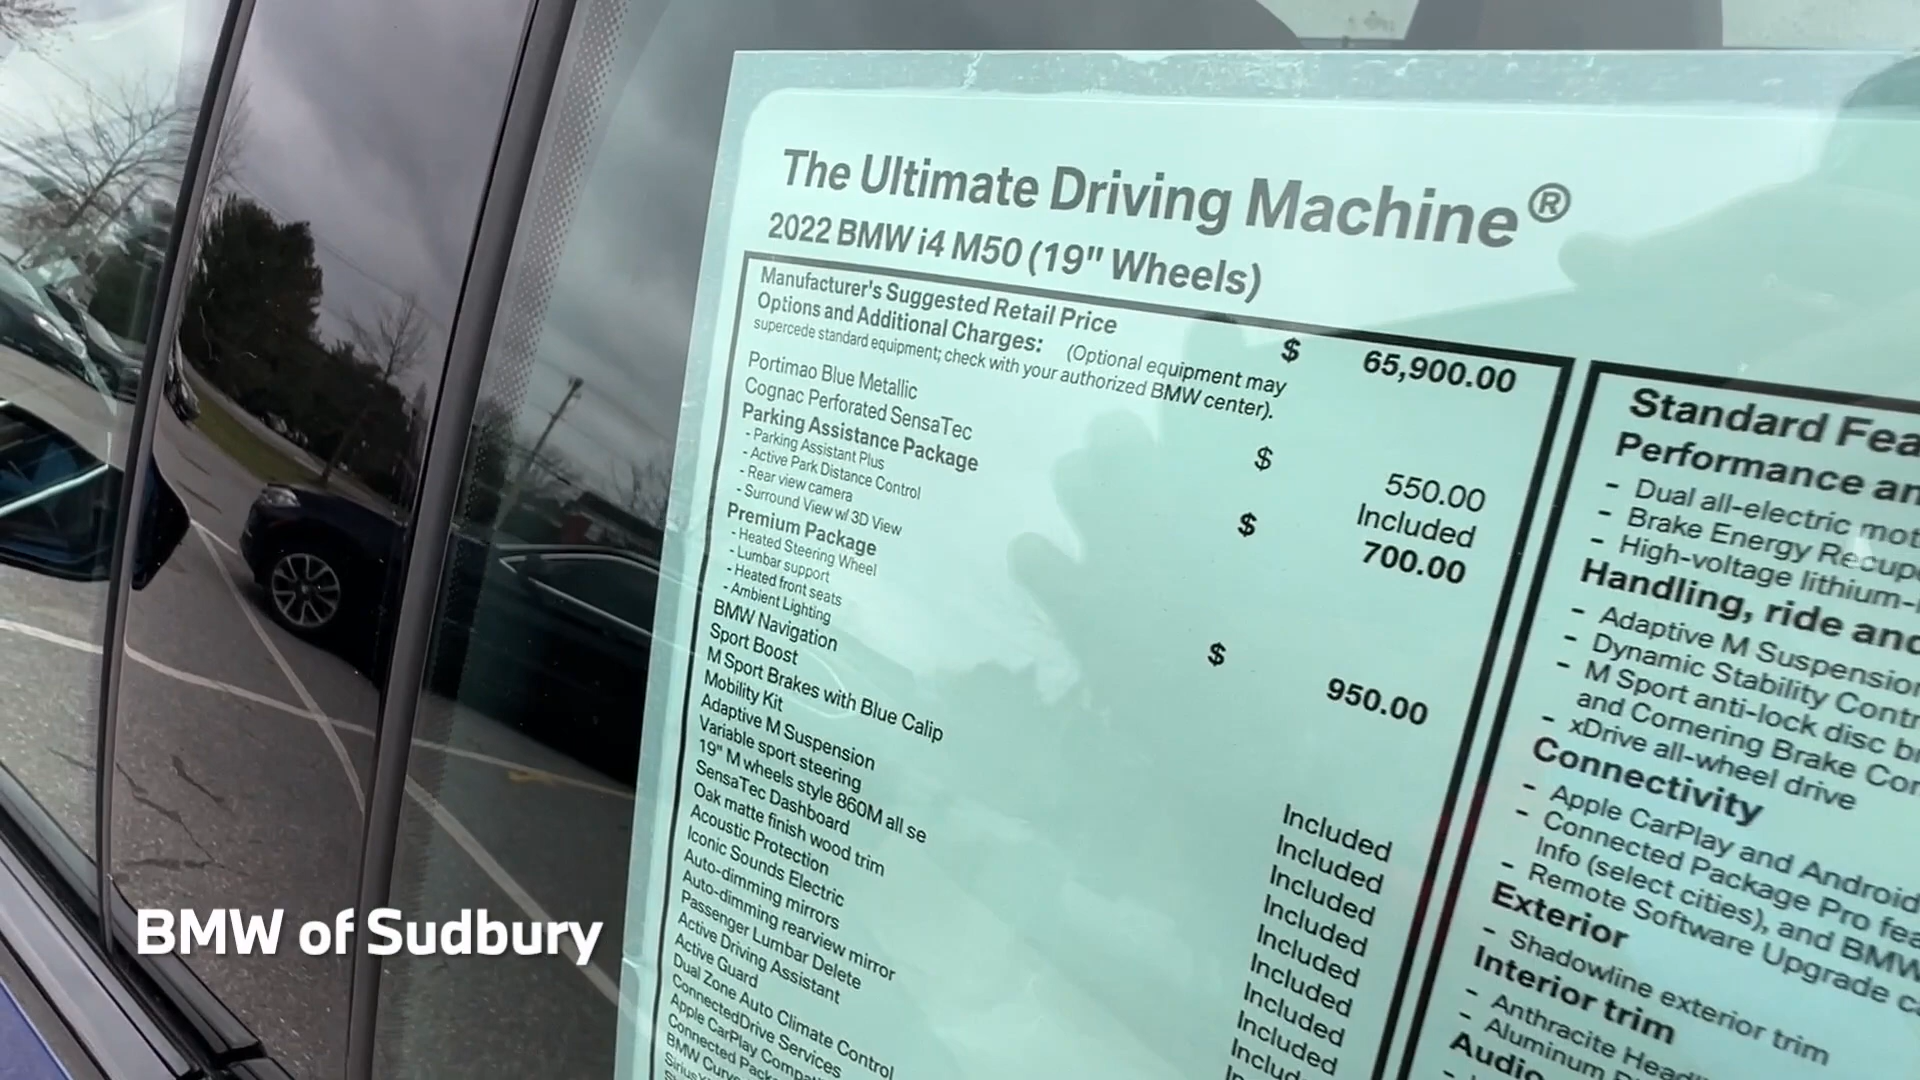 The Ultimate Driving Machine®
2022 BMW i4 M50 (19" Wheels)
Manufacturer's Suggested Retail Price $ 65,900.00
Options and Additional Charges: (Optional equipment may
supercede standard equipment; check with your authorized BMW center).
Portimao Blue Metallic $ 550.00
Cognac Perforated SensaTec Included
Parking Assistance Package $ 700.00
- Parking Assistant Plus
- Active Park Distance Control
- Rear view camera
- Surround View w/ 3D View
Premium Package $ 950.00
- Heated Steering Wheel
- Lumbar support
- Heated front seats
- Ambient Lighting
BMW Navigation Included
Sport Boost Included
M Sport Brakes with Blue Calip Included
Mobility Kit Included
Adaptive M Suspension Included
Variable sport steering Included
19" M wheels style 860M all se Included
SensaTec Dashboard Included
Oak matte finish wood trim Included
Acoustic Protection
Iconic Sounds Electric
Auto-dimming mirrors
Auto-dimming rearview mirror
Passenger Lumbar Delete
Active Driving Assistant
Active Guard
Dual Zone Auto Climate Control
ConnectedDrive Services
Apple CarPlay
Connected
BMW
Standard
Performance
- Dual all-electric
- Brake Energy
- High-voltage
Handling, ride and
- Adaptive M Suspension
- Dynamic Stability
- M Sport anti-lock disc
and Cornering Brake
- xDrive all-wheel drive
Connectivity
- Apple CarPlay and Android
- Connected Package Pro
Info (select cities), and BMW
- Remote Software Upgrade
Exterior
- Shadowline exterior trim
Interior trim
- Anthracite
- Aluminum
Audio
BMW of Sudbury